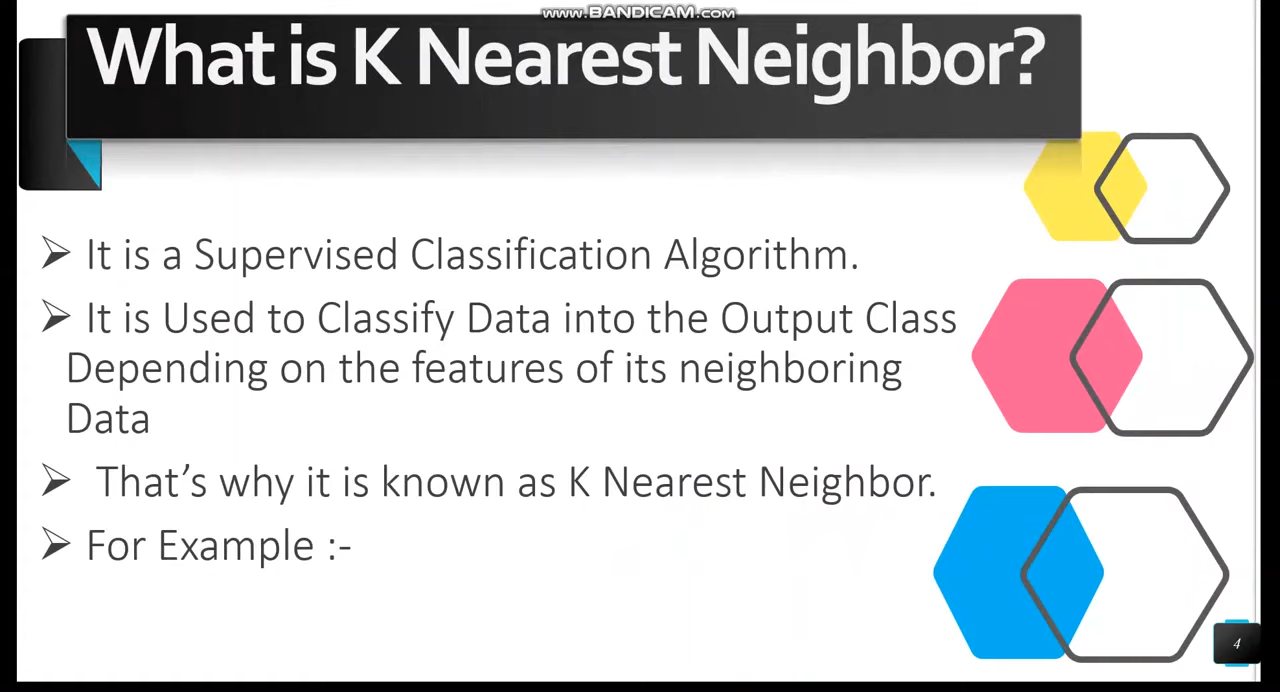 www.BANDICAM.com
What is K Nearest Neighbor?
➢ It is a Supervised Classification Algorithm.
➢ It is Used to Classify Data into the Output Class
Depending on the features of its neighboring
Data
➢ That’s why it is known as K Nearest Neighbor.
➢ For Example :-
4